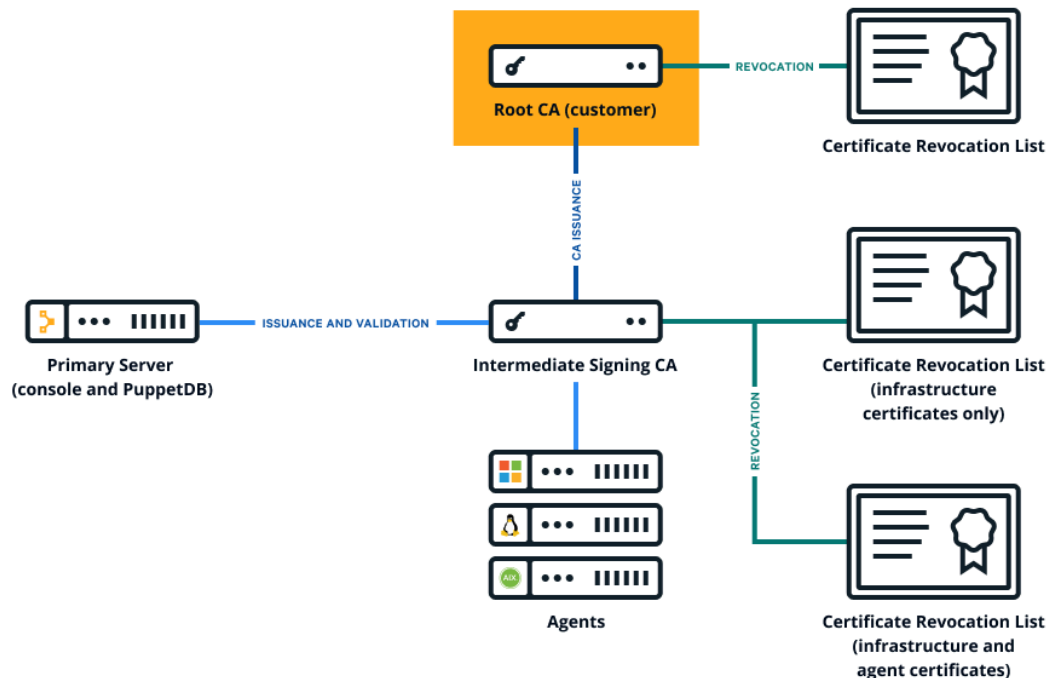 REVOCATION
Root CA (customer)
Certificate Revocation List
CA ISSUANCE
ISSUANCE AND VALIDATION
Primary Server
(console and PuppetDB)
Intermediate Signing CA
Certificate Revocation List
(infrastructure
certificates only)
REVOCATION
AIX
Agents
Certificate Revocation List
(infrastructure and
agent certificates)